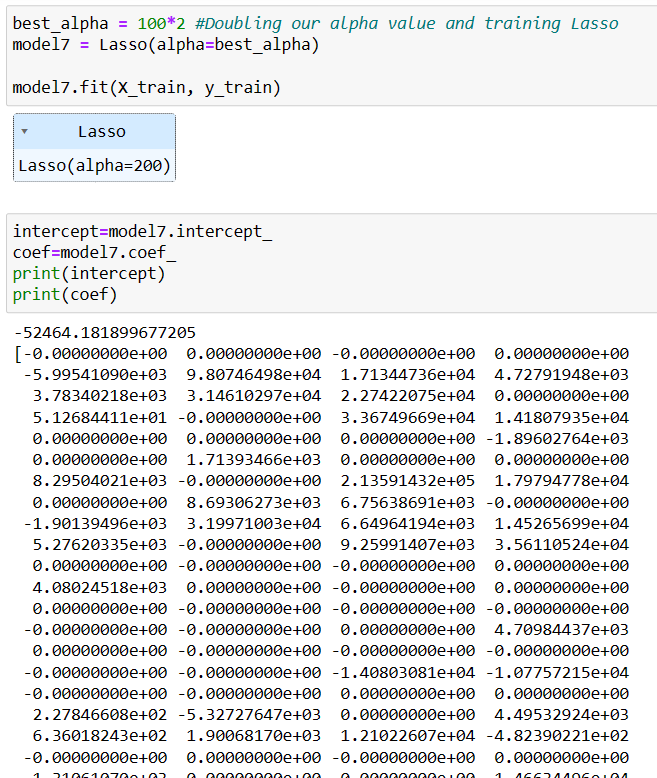 best_alpha = 100*2 #Doubling our alpha value and training Lasso
model7 = Lasso(alpha=best_alpha)
model7.fit(X_train, y_train)
Lasso
Lasso(alpha=200)
intercept=model7.intercept_
coef=model7.coef_
print(intercept)
print(coef)
-52464.181899677205
[-0.00000000e+00 0.00000000e+00 -0.00000000e+00 0.00000000e+00
-5.99541090e+03 9.80746498e+04 1.71344736e+04 4.72791948e+03
3.78340218e+03 3.14610297e+04 2.27422075e+04 0.00000000e+00
5.12684411e+01 -0.00000000e+00 3.36749669e+04 1.41807935e+04
0.00000000e+00 0.00000000e+00 0.00000000e+00 -1.89602764e+03
0.00000000e+00 1.71393466e+03 0.00000000e+00 0.00000000e+00
8.29504021e+03 -0.00000000e+00 2.13591432e+05 1.79794778e+04
0.00000000e+00 8.69306273e+03 6.75638691e+03 -0.00000000e+00
-1.90139496e+03 3.19971003e+04 6.64964194e+03 1.45265699e+04
5.27620335e+03 -0.00000000e+00 9.25991407e+03 3.56110524e+04
0.00000000e+00 -0.00000000e+00 -0.00000000e+00 0.00000000e+00
4.08024518e+03 0.00000000e+00 0.00000000e+00 0.00000000e+00
0.00000000e+00 -0.00000000e+00 -0.00000000e+00 -0.00000000e+00
-0.00000000e+00 -0.00000000e+00 0.00000000e+00 4.70984437e+03
0.00000000e+00 -0.00000000e+00 -0.00000000e+00 -0.00000000e+00
-0.00000000e+00 -0.00000000e+00 -1.40803081e+04 -1.07757215e+04
-0.00000000e+00 -0.00000000e+00 0.00000000e+00 0.00000000e+00
2.27846608e+02 -5.32727647e+03 0.00000000e+00 4.49532924e+03
6.36018243e+02 1.90068170e+03 1.21022607e+04 -4.82390221e+02
-0.00000000e+00 0.00000000e+00 -0.00000000e+00 0.00000000e+00